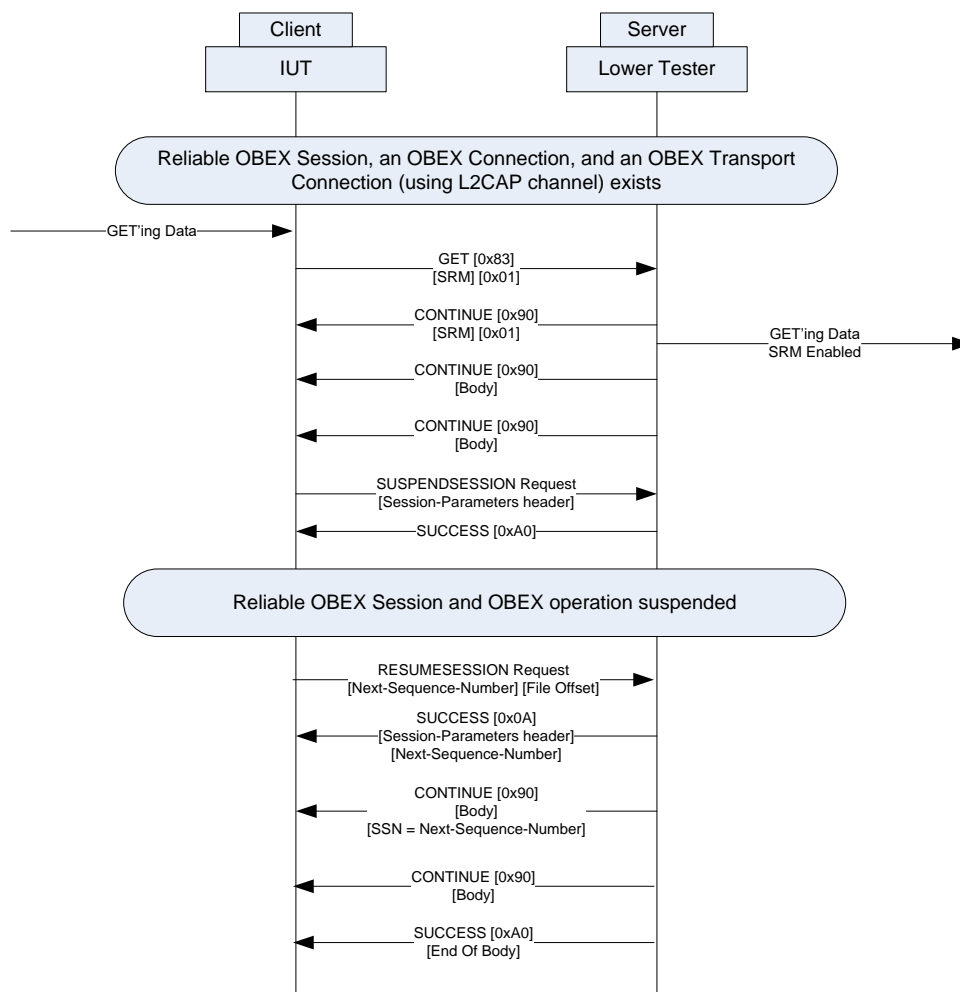 Client
Server
IUT
Lower Tester
Reliable OBEX Session, an OBEX Connection, and an OBEX Transport
Connection (using L2CAP channel) exists
GET'ing Data
GET [0x83]
[SRM] [0x01]
CONTINUE [0x90]
[SRM] [0x01]
GET'ing Data
SRM Enabled
CONTINUE [0x90]
[Body]
CONTINUE [0x90]
[Body]
SUSPENDSESSION Request
[Session-Parameters header]
SUCCESS [0xA0]
Reliable OBEX Session and OBEX operation suspended
RESUMESESSION Request
[Next-Sequence-Number] [File Offset]
SUCCESS [0x0A]
[Session-Parameters header]
[Next-Sequence-Number]
CONTINUE [0x90]
[Body]
[SSN = Next-Sequence-Number]
CONTINUE [0x90]
[Body]
SUCCESS [0xA0]
[End Of Body]